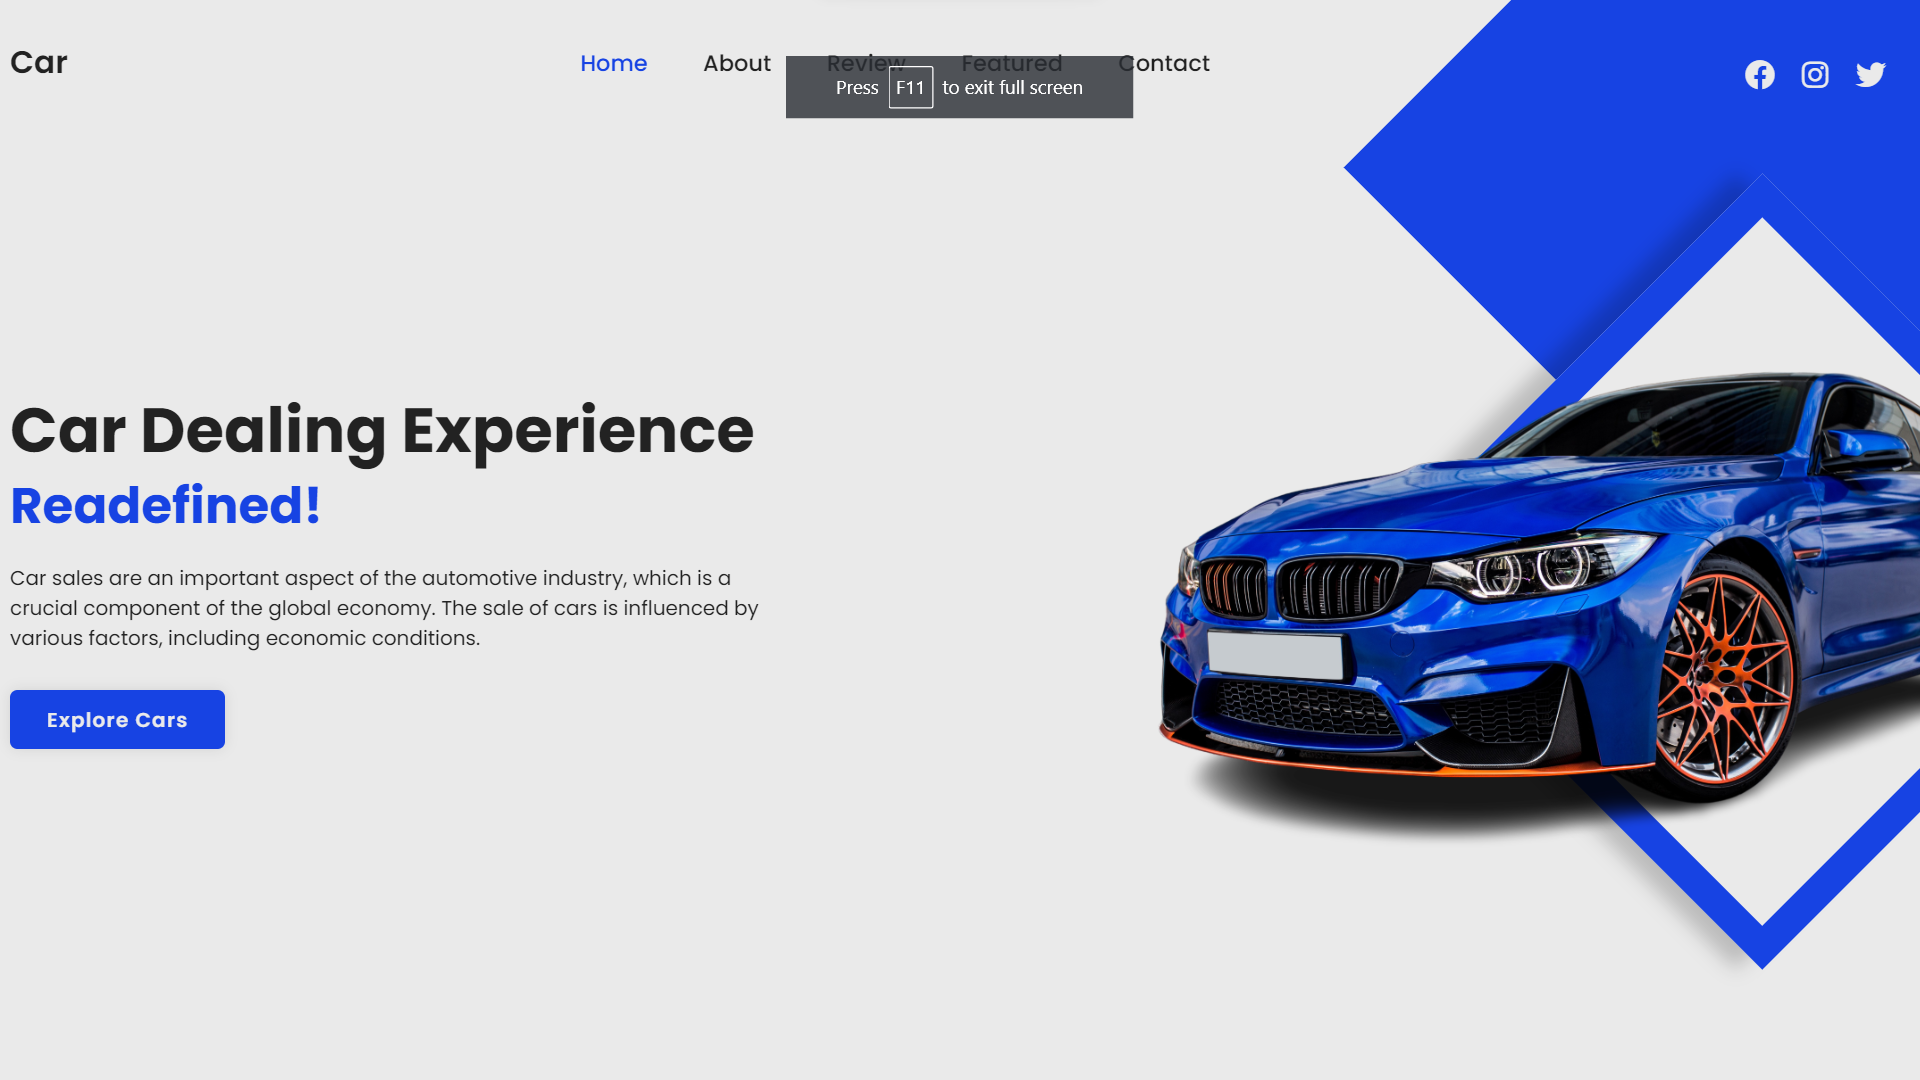 Car
Home About Review Featured Contact
Press F11 to exit full screen
Car Dealing Experience
Readefined!
Car sales are an important aspect of the automotive industry, which is a
crucial component of the global economy. The sale of cars is influenced by
various factors, including economic conditions.
Explore Cars